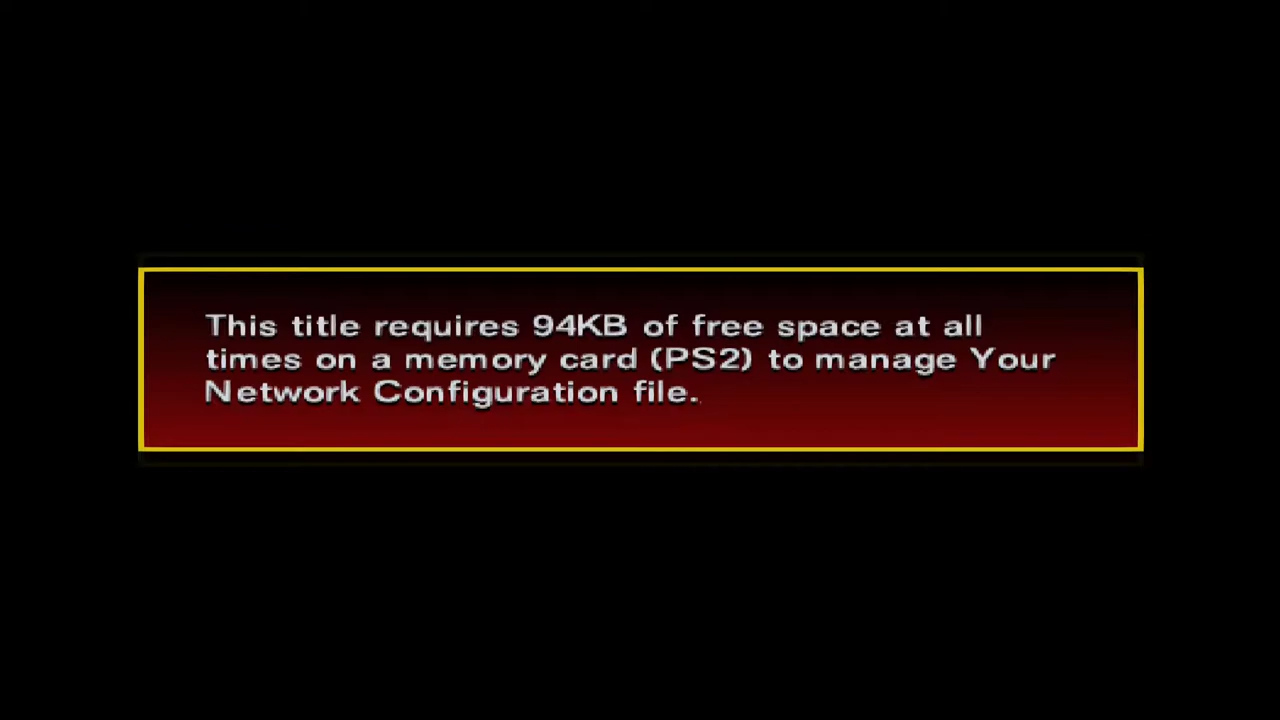 This title requires 94KB of free space at all
times on a memory card (PS2) to manage Your
Network Configuration file.